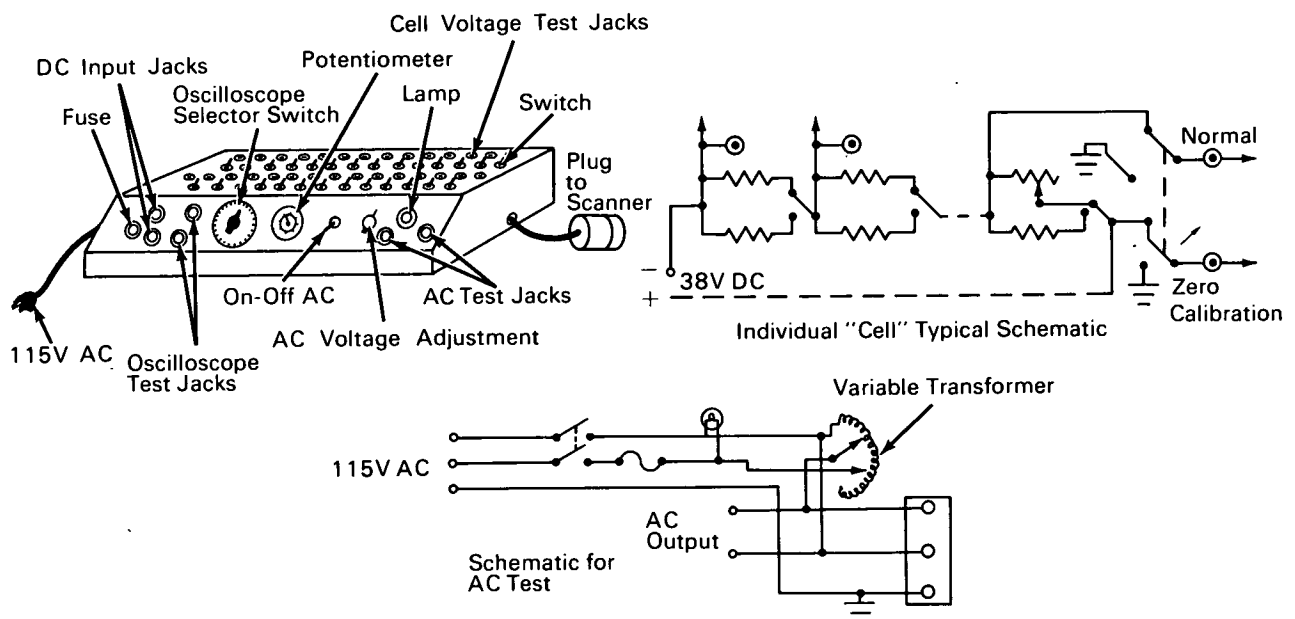 Cell Voltage Test Jacks
Potentiometer
DC Input Jacks
Oscilloscope
Selector Switch
Lamp
Switch
Fuse
Plug
to
Scanner
On-Off AC
AC Test Jacks
AC Voltage Adjustment
115V AC
Oscilloscope
Test Jacks
Normal
−
38V DC
+
Zero
Calibration
Individual "Cell" Typical Schematic
Variable Transformer
115V AC
AC
Output
Schematic for
AC Test